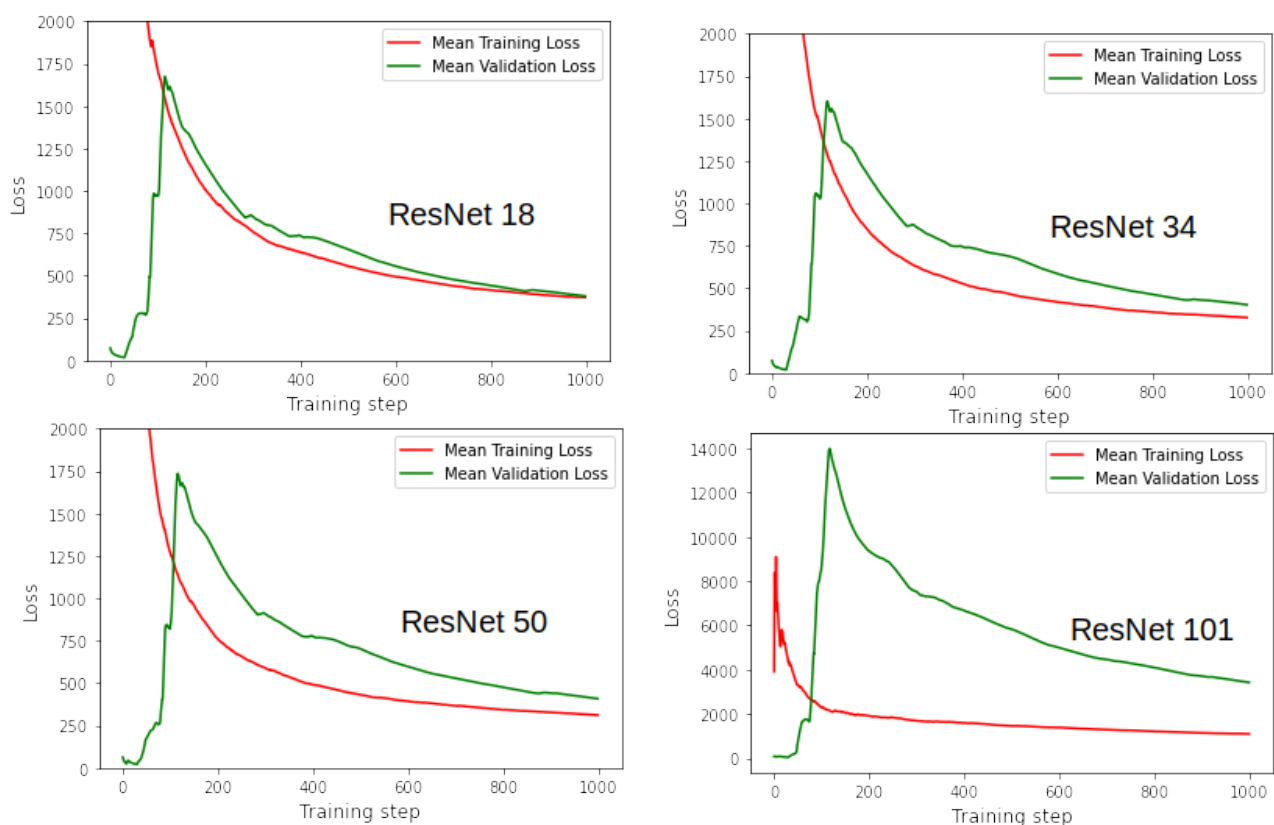 2000
1750
1500
1250
1000
750
500
250
0
Loss
Mean Training Loss
Mean Validation Loss
ResNet 18
0 200 400 600 800 1000
Training step
2000
1750
1500
1250
1000
750
500
250
0
Loss
Mean Training Loss
Mean Validation Loss
ResNet 34
0 200 400 600 800 1000
Training step
2000
1750
1500
1250
1000
750
500
250
0
Loss
Mean Training Loss
Mean Validation Loss
ResNet 50
0 200 400 600 800 1000
Training step
14000
12000
10000
8000
6000
4000
2000
0
Loss
Mean Training Loss
Mean Validation Loss
ResNet 101
0 200 400 600 800 1000
Training step